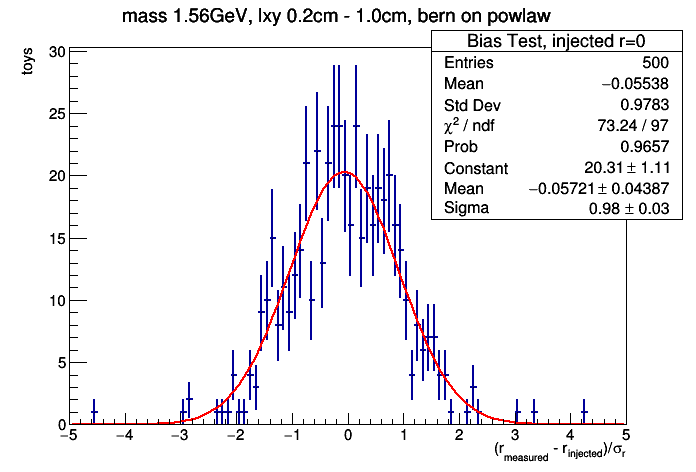 mass 1.56GeV, lxy 0.2cm - 1.0cm, bern on powlaw
Bias Test, injected r=0
Entries 500
Mean −0.05538
Std Dev 0.9783
χ² / ndf 73.24 / 97
Prob 0.9657
Constant 20.31 ± 1.11
Mean −0.05721 ± 0.04387
Sigma 0.98 ± 0.03
toys
30
25
20
15
10
5
0
−5 −4 −3 −2 −1 0 1 2 3 4 5
(r_measured - r_injected)/σ_r